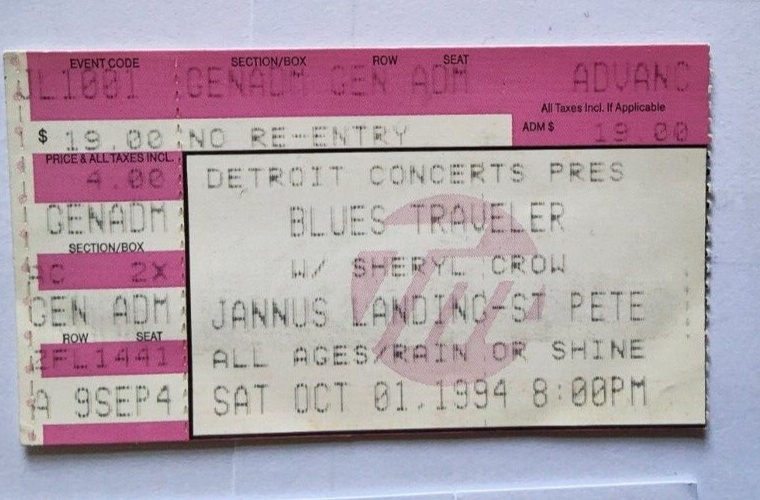 EVENT CODE SECTION/BOX ROW SEAT
JL1001 GENADM GEN ADM ADVANC
All Taxes Incl. If Applicable
$ 19.00 NO RE-ENTRY ADM $ 19.00
PRICE & ALL TAXES INCL.
4.00
DETROIT CONCERTS PRES
GENADM
BLUES TRAVELER
SECTION/BOX
W/ SHERYL CROW
2X
GEN ADM
JANNUS LANDING-ST PETE
ROW SEAT
FL1441
ALL AGES/RAIN OR SHINE
A 9SEP4
SAT OCT 01,1994 8:00PM